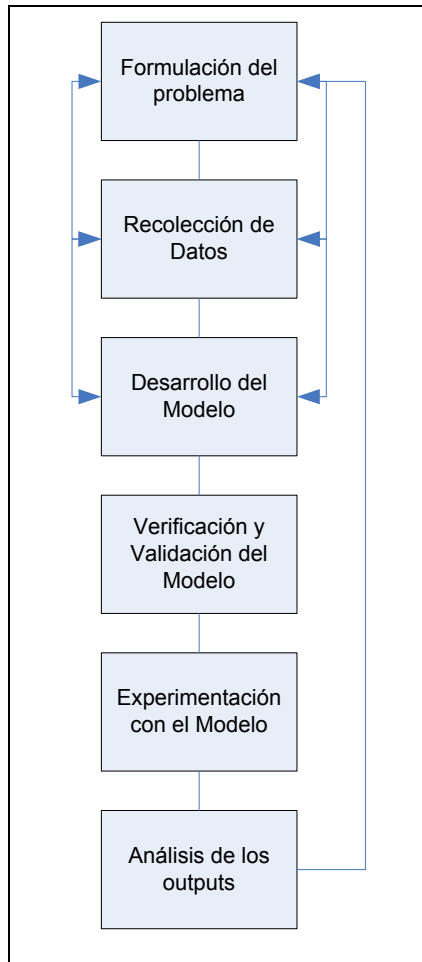 Formulación del
problema
Recolección de
Datos
Desarrollo del
Modelo
Verificación y
Validación del
Modelo
Experimentación
con el Modelo
Análisis de los
outputs